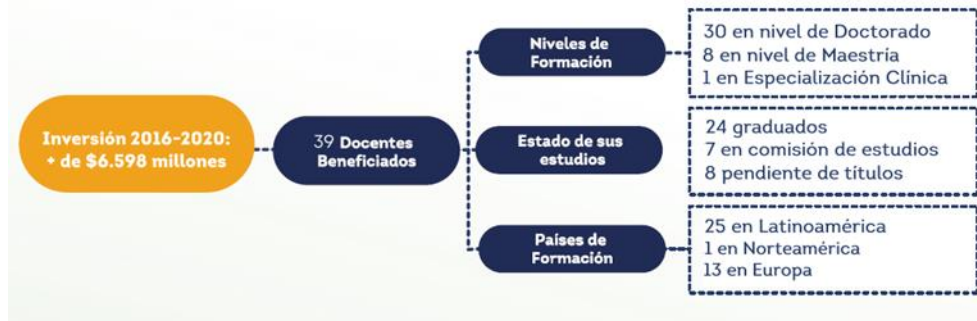 Inversión 2016-2020:
+ de $6.598 millones
39 Docentes
Beneficiados
Niveles de
Formación
30 en nivel de Doctorado
8 en nivel de Maestría
1 en Especialización Clínica
Estado de sus
estudios
24 graduados
7 en comisión de estudios
8 pendiente de títulos
Países de
Formación
25 en Latinoamérica
1 en Norteamérica
13 en Europa